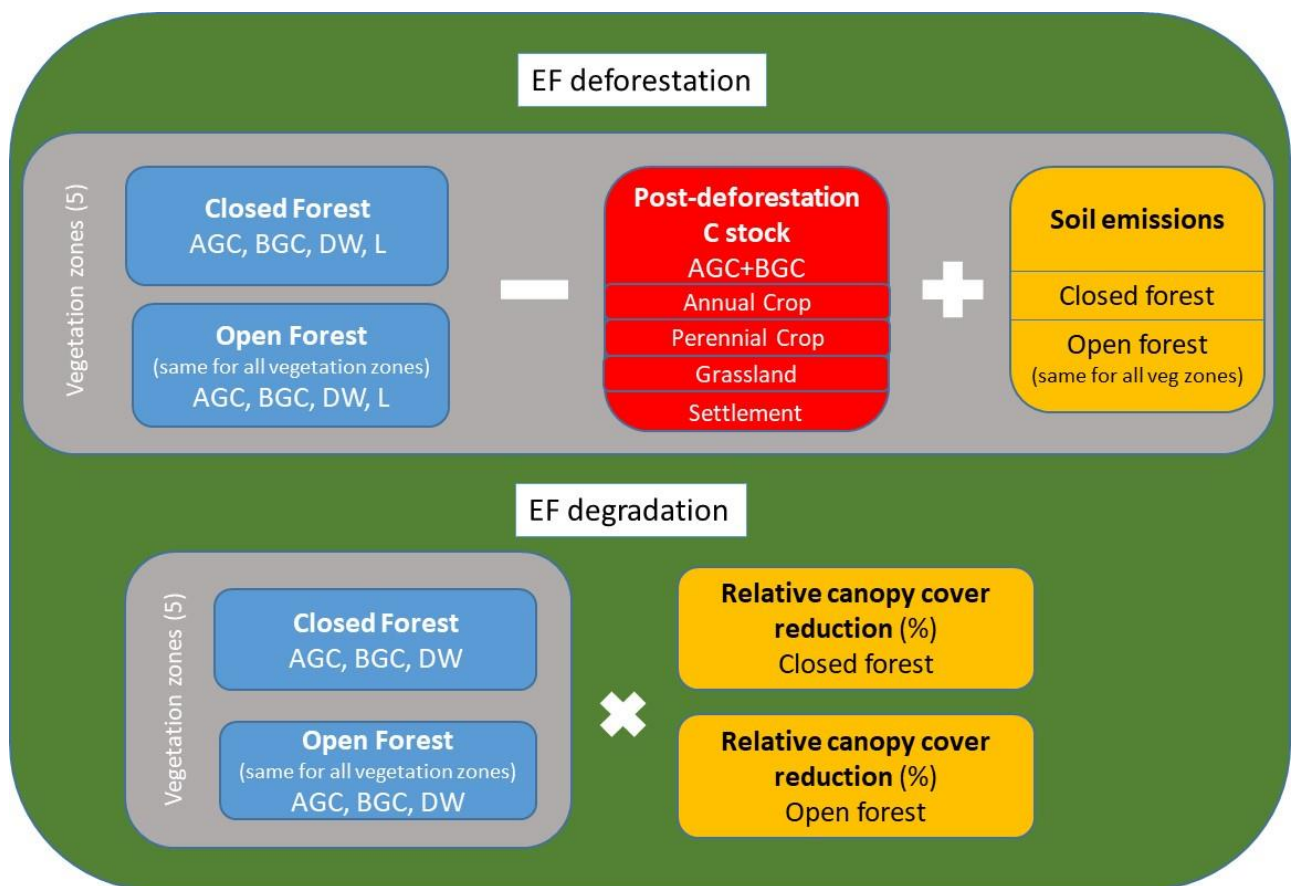 EF deforestation
Vegetation zones (5)
Closed Forest
AGC, BGC, DW, L
Open Forest
(same for all vegetation zones)
AGC, BGC, DW, L
Post-deforestation
C stock
AGC+BGC
Annual Crop
Perennial Crop
Grassland
Settlement
Soil emissions
Closed forest
Open forest
(same for all veg zones)
EF degradation
Vegetation zones (5)
Closed Forest
AGC, BGC, DW
Open Forest
(same for all vegetation zones)
AGC, BGC, DW
Relative canopy cover
reduction (%)
Closed forest
Relative canopy cover
reduction (%)
Open forest